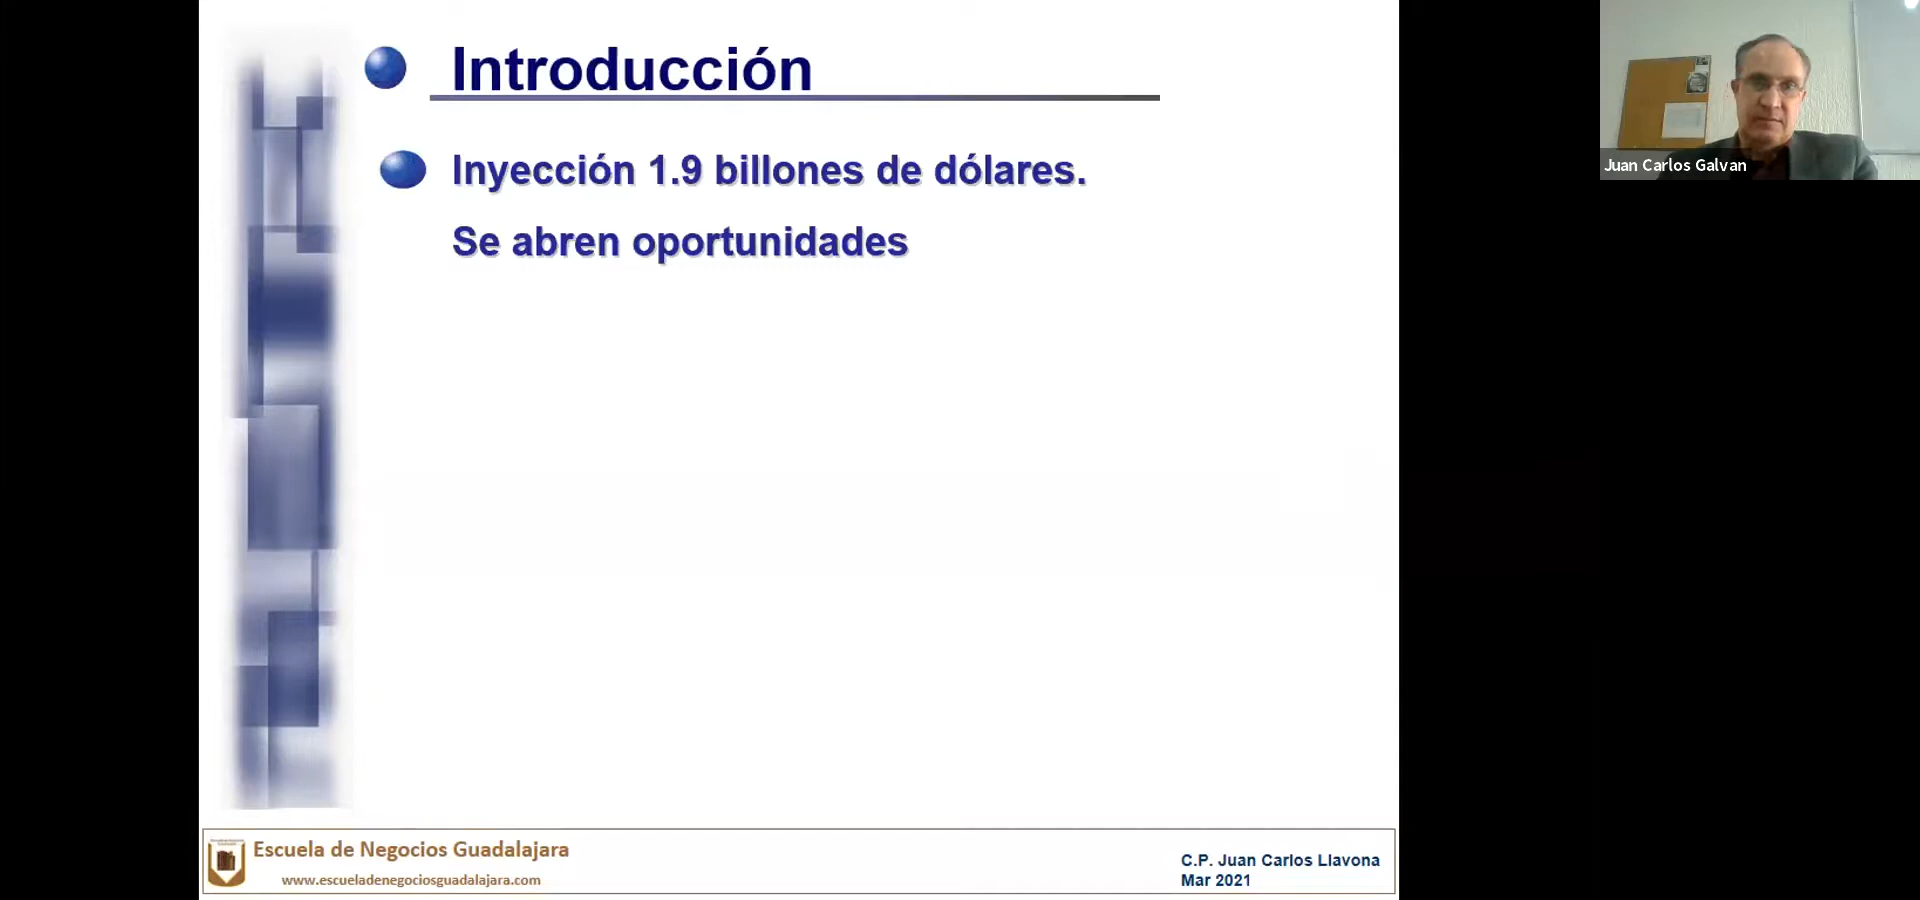 Introducción
Inyección 1.9 billones de dólares.
Se abren oportunidades
Juan Carlos Galvan
Escuela de Negocios Guadalajara
www.escueladenegociosguadalajara.com
C.P. Juan Carlos Llavona
Mar 2021